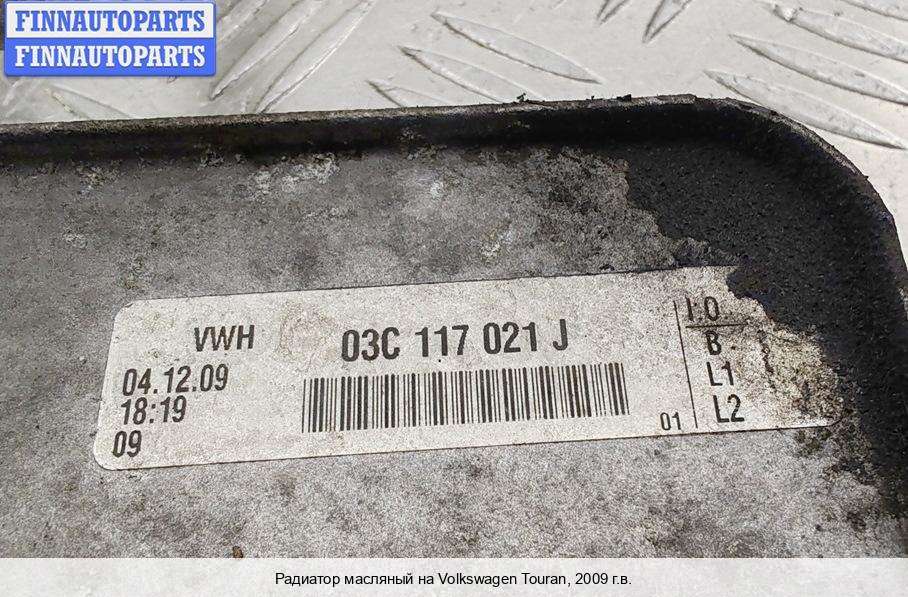 FINNAUTOPARTS
FINNAUTOPARTS
VWH
03C 117 021 J
04.12.09
18:19
09
01
I.O
B
L1
L2
Радиатор масляный на Volkswagen Touran, 2009 г.в.